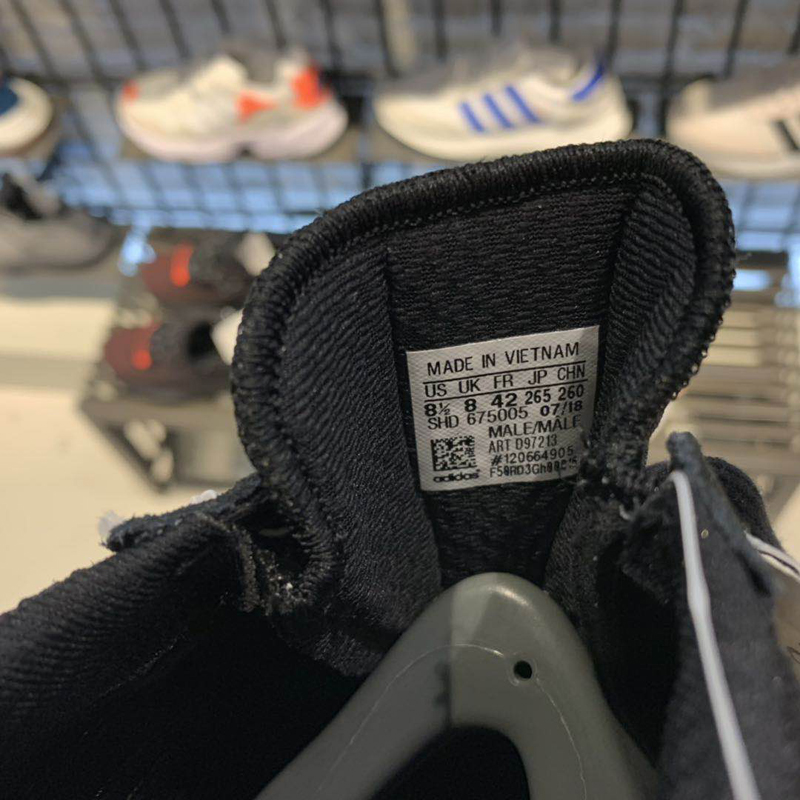 MADE IN VIETNAM
US UK FR JP CHN
8½ 8 42 265 260
SHD 675005 07/18
MALE/MÂLE
ART D97213
#120664905
adidas